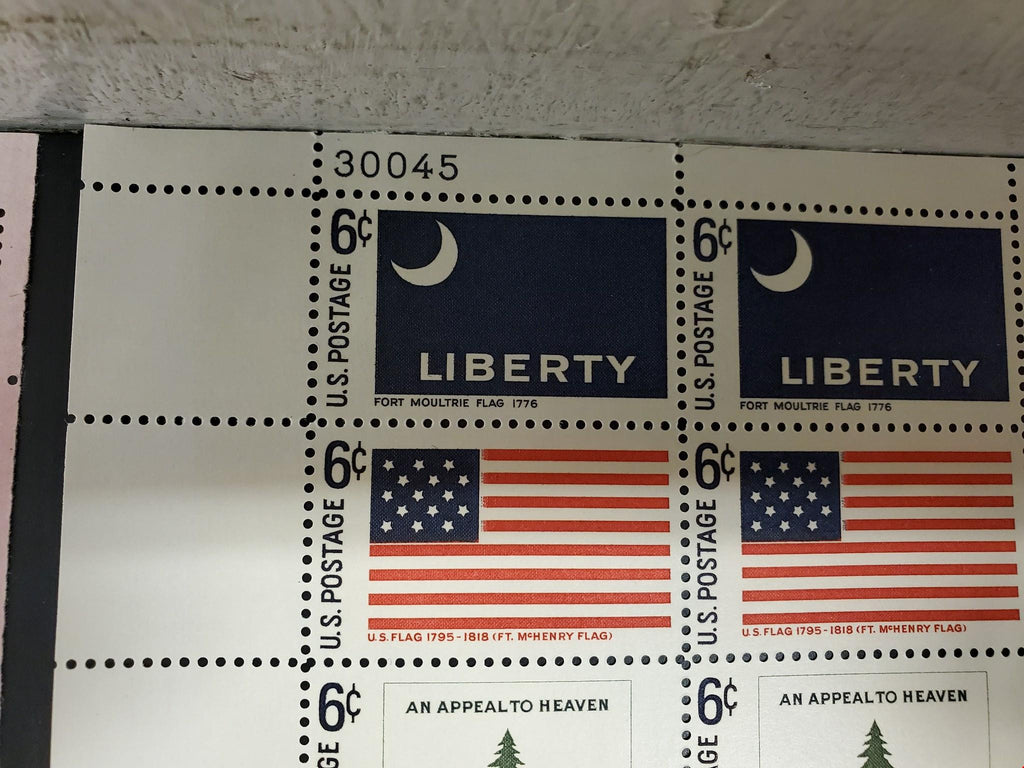 30045
6¢ U.S. POSTAGE
LIBERTY
FORT MOULTRIE FLAG 1776
6¢ U.S. POSTAGE
LIBERTY
FORT MOULTRIE FLAG 1776
6¢ U.S. POSTAGE
U.S. FLAG 1795-1818 (FT. McHENRY FLAG)
6¢ U.S. POSTAGE
U.S. FLAG 1795-1818 (FT. McHENRY FLAG)
6¢
AN APPEAL TO HEAVEN
6¢
AN APPEAL TO HEAVEN